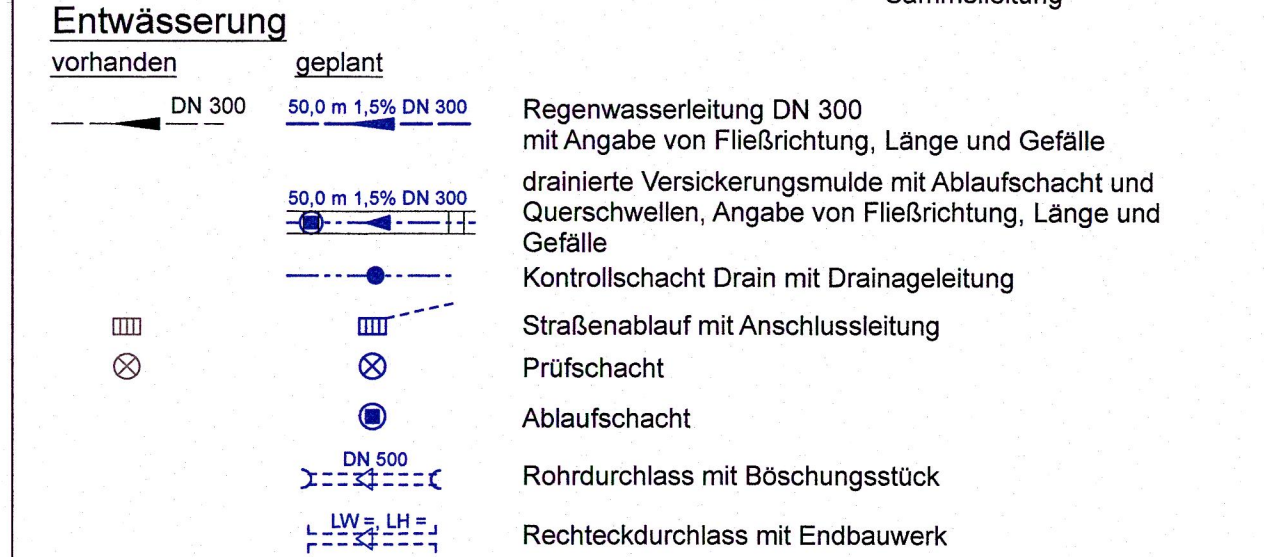 Sammelleitung
Entwässerung
vorhanden geplant
DN 300 50,0 m 1,5% DN 300 Regenwasserleitung DN 300
mit Angabe von Fließrichtung, Länge und Gefälle
50,0 m 1,5% DN 300 drainierte Versickerungsmulde mit Ablaufschacht und
Querschwellen, Angabe von Fließrichtung, Länge und
Gefälle
Kontrollschacht Drain mit Drainageleitung
Straßenablauf mit Anschlussleitung
Prüfschacht
Ablaufschacht
DN 500 Rohrdurchlass mit Böschungsstück
LW =, LH = Rechteckdurchlass mit Endbauwerk